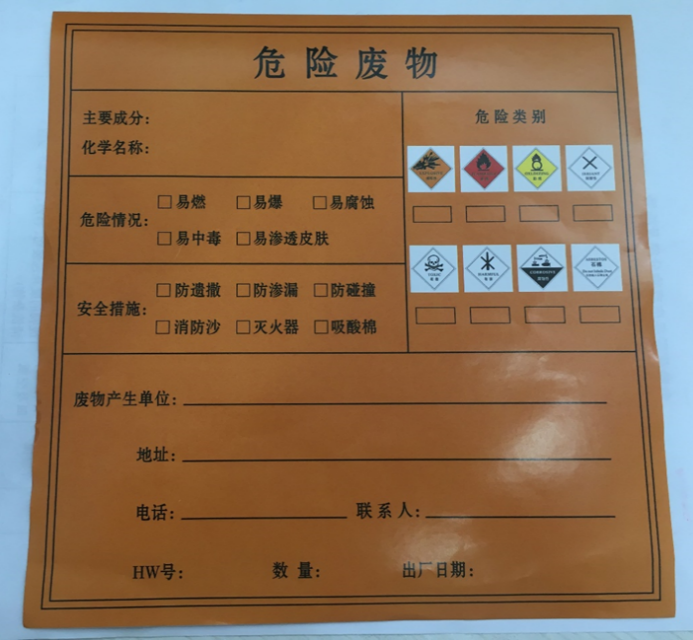 危险废物
主要成分:
化学名称:
危险类别
危险情况:
易燃 易爆 易腐蚀
易中毒 易渗透皮肤
安全措施:
防遗撒 防渗漏 防碰撞
消防沙 灭火器 吸酸棉
废物产生单位:
地址:
电话: 联系人:
HW号: 数量: 出厂日期: